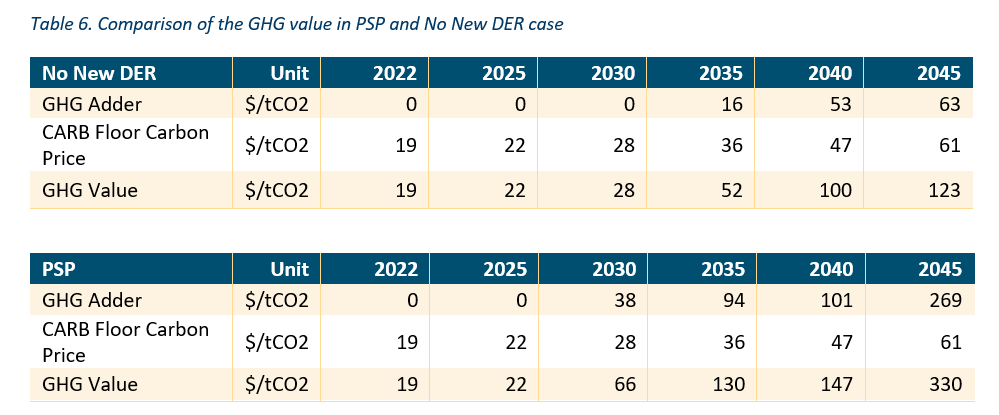 Table 6. Comparison of the GHG value in PSP and No New DER case
No New DER Unit 2022 2025 2030 2035 2040 2045
GHG Adder $/tCO2 0 0 0 16 53 63
CARB Floor Carbon
Price $/tCO2 19 22 28 36 47 61
GHG Value $/tCO2 19 22 28 52 100 123
PSP Unit 2022 2025 2030 2035 2040 2045
GHG Adder $/tCO2 0 0 38 94 101 269
CARB Floor Carbon
Price $/tCO2 19 22 28 36 47 61
GHG Value $/tCO2 19 22 66 130 147 330